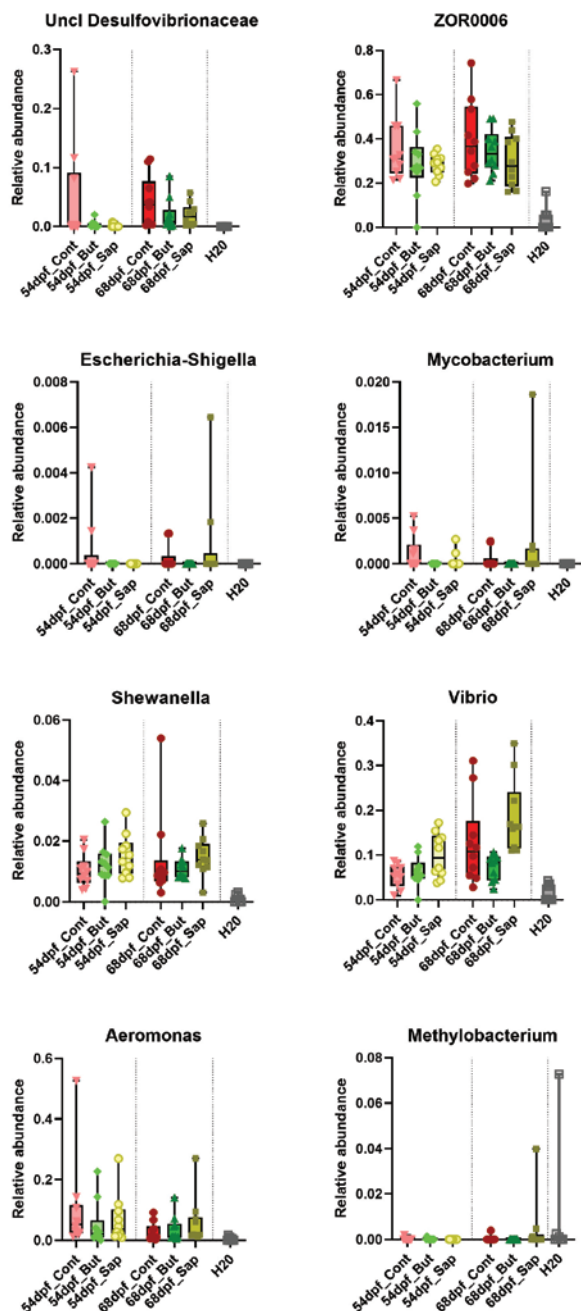 Uncl Desulfovibrionaceae
Relative abundance
0.3
0.2
0.1
0.0
54dpf_Cont
54dpf_But
54dpf_Sap
68dpf_Cont
68dpf_But
68dpf_Sap
H20
ZOR0006
Relative abundance
0.8
0.6
0.4
0.2
0.0
54dpf_Cont
54dpf_But
54dpf_Sap
68dpf_Cont
68dpf_But
68dpf_Sap
H20
Escherichia-Shigella
Relative abundance
0.008
0.006
0.004
0.002
0.000
54dpf_Cont
54dpf_But
54dpf_Sap
68dpf_Cont
68dpf_But
68dpf_Sap
H20
Mycobacterium
Relative abundance
0.020
0.015
0.010
0.005
0.000
54dpf_Cont
54dpf_But
54dpf_Sap
68dpf_Cont
68dpf_But
68dpf_Sap
H20
Shewanella
Relative abundance
0.06
0.04
0.02
0.00
54dpf_Cont
54dpf_But
54dpf_Sap
68dpf_Cont
68dpf_But
68dpf_Sap
H20
Vibrio
Relative abundance
0.4
0.3
0.2
0.1
0.0
54dpf_Cont
54dpf_But
54dpf_Sap
68dpf_Cont
68dpf_But
68dpf_Sap
H20
Aeromonas
Relative abundance
0.6
0.4
0.2
0.0
54dpf_Cont
54dpf_But
54dpf_Sap
68dpf_Cont
68dpf_But
68dpf_Sap
H20
Methylobacterium
Relative abundance
0.08
0.06
0.04
0.02
0.00
54dpf_Cont
54dpf_But
54dpf_Sap
68dpf_Cont
68dpf_But
68dpf_Sap
H20